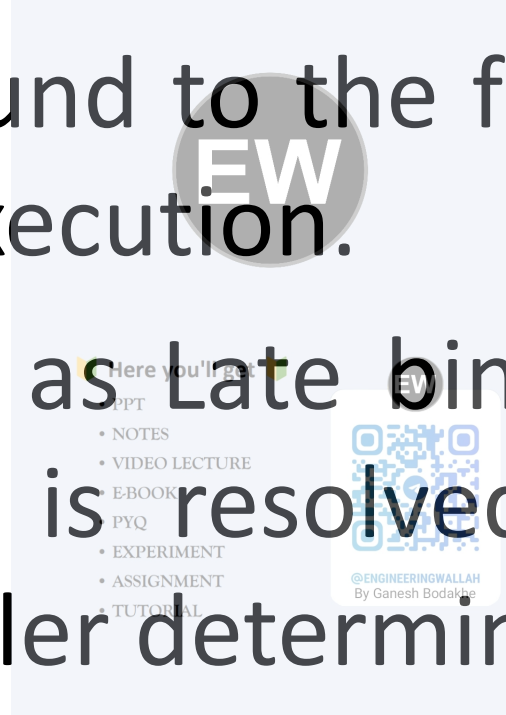 und to the f
EW
xecution.
as Late bin
Here you'll get
EW
• PPT
• NOTES
• VIDEO LECTURE
is resolved
• E-BOOK
• PYQ
• EXPERIMENT
• ASSIGNMENT
@ENGINEERINGWALLAH
By Ganesh Bodakhe
• TUTORIAL
ler determin